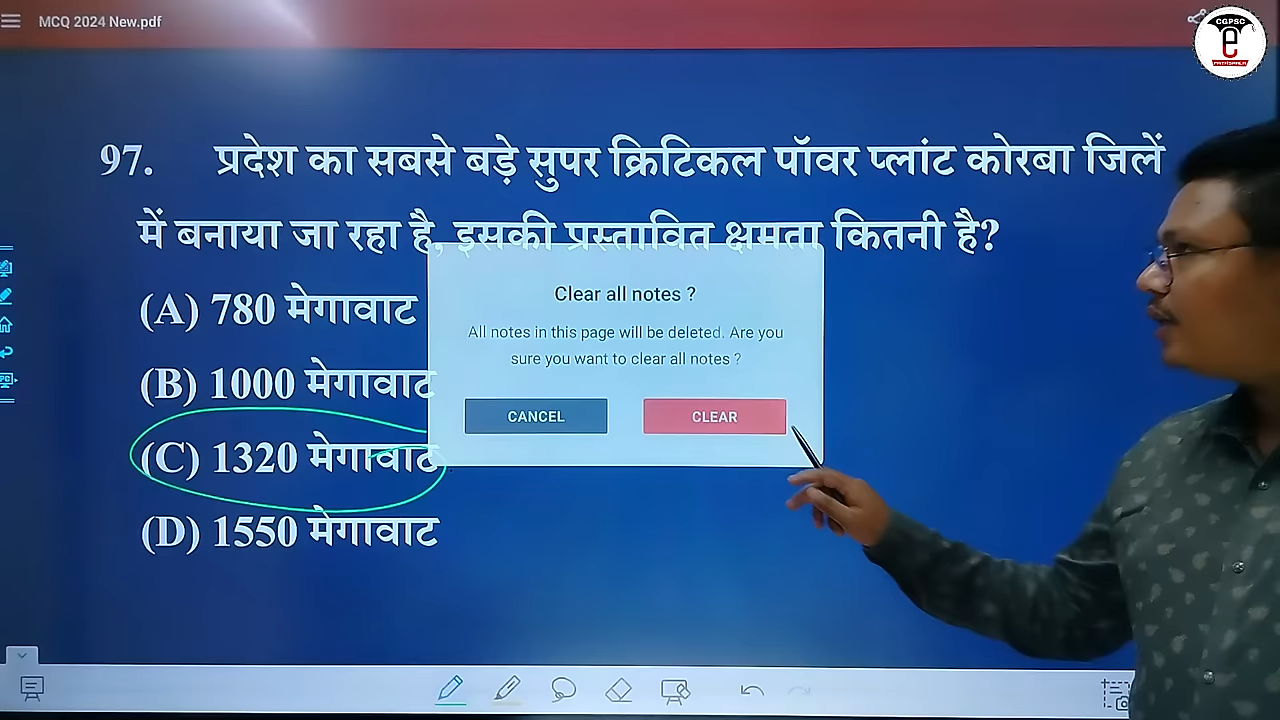 MCQ 2024 New.pdf
CGPSC
e
97. प्रदेश का सबसे बड़े सुपर क्रिटिकल पॉवर प्लांट कोरबा जिलें
में बनाया जा रहा है, इसकी प्रस्तावित क्षमता कितनी है?
(A) 780 मेगावाट
(B) 1000 मेगावाट
(C) 1320 मेगावाट
(D) 1550 मेगावाट
Clear all notes ?
All notes in this page will be deleted. Are you
sure you want to clear all notes ?
CANCEL
CLEAR